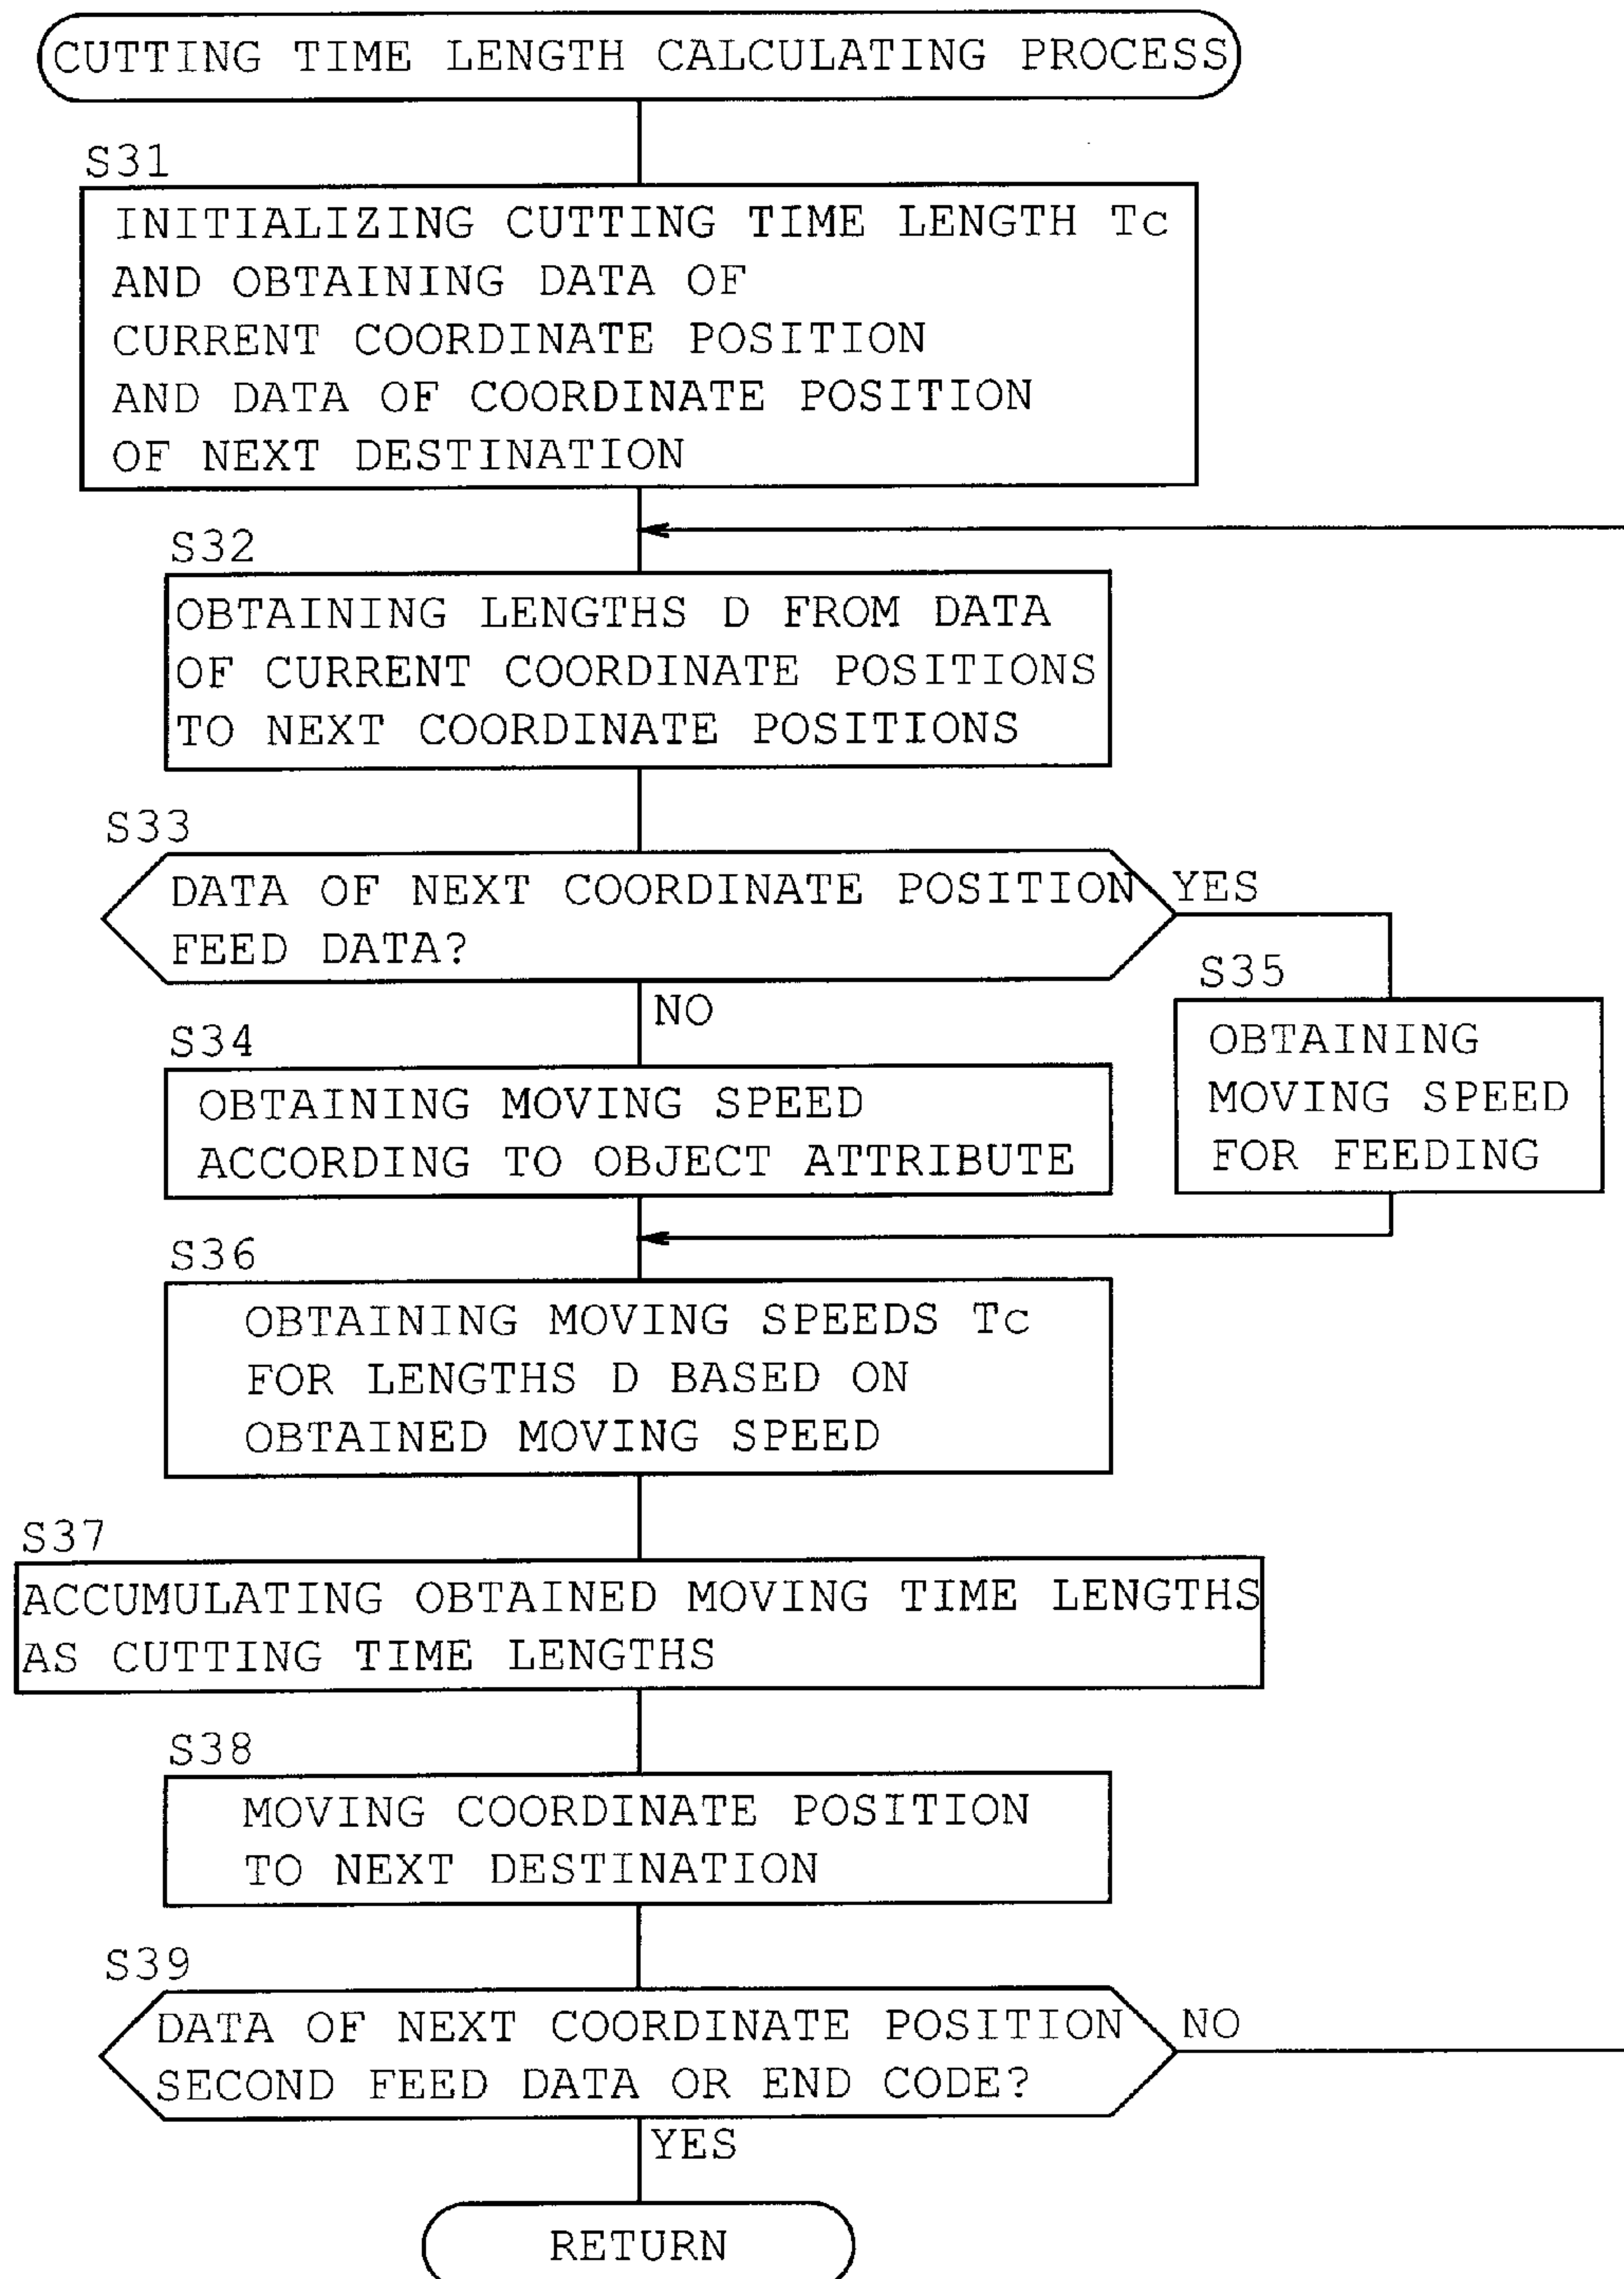 CUTTING TIME LENGTH CALCULATING PROCESS
S31
INITIALIZING CUTTING TIME LENGTH Tc
AND OBTAINING DATA OF
CURRENT COORDINATE POSITION
AND DATA OF COORDINATE POSITION
OF NEXT DESTINATION
S32
OBTAINING LENGTHS D FROM DATA
OF CURRENT COORDINATE POSITIONS
TO NEXT COORDINATE POSITIONS
S33
DATA OF NEXT COORDINATE POSITION
FEED DATA?
YES
NO
S34
OBTAINING MOVING SPEED
ACCORDING TO OBJECT ATTRIBUTE
S35
OBTAINING
MOVING SPEED
FOR FEEDING
S36
OBTAINING MOVING SPEEDS Tc
FOR LENGTHS D BASED ON
OBTAINED MOVING SPEED
S37
ACCUMULATING OBTAINED MOVING TIME LENGTHS
AS CUTTING TIME LENGTHS
S38
MOVING COORDINATE POSITION
TO NEXT DESTINATION
S39
DATA OF NEXT COORDINATE POSITION
SECOND FEED DATA OR END CODE?
NO
YES
RETURN